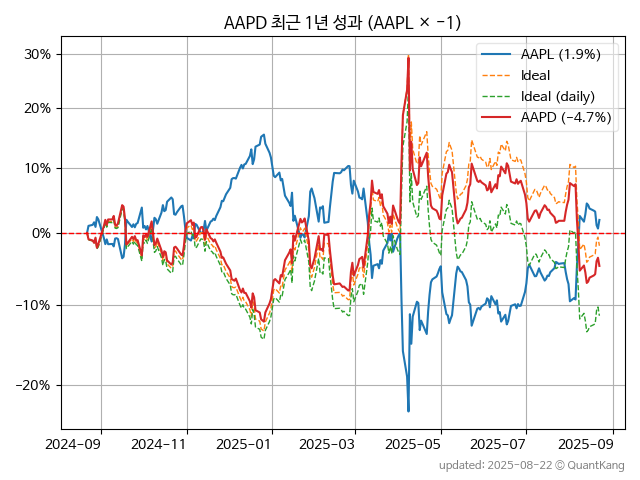 AAPD 최근 1년 성과 (AAPL × −1)
AAPL (1.9%)
Ideal
Ideal (daily)
AAPD (−4.7%)
30%
20%
10%
0%
−10%
−20%
2024−09
2024−11
2025−01
2025−03
2025−05
2025−07
2025−09
updated: 2025−08−22 © QuantKang